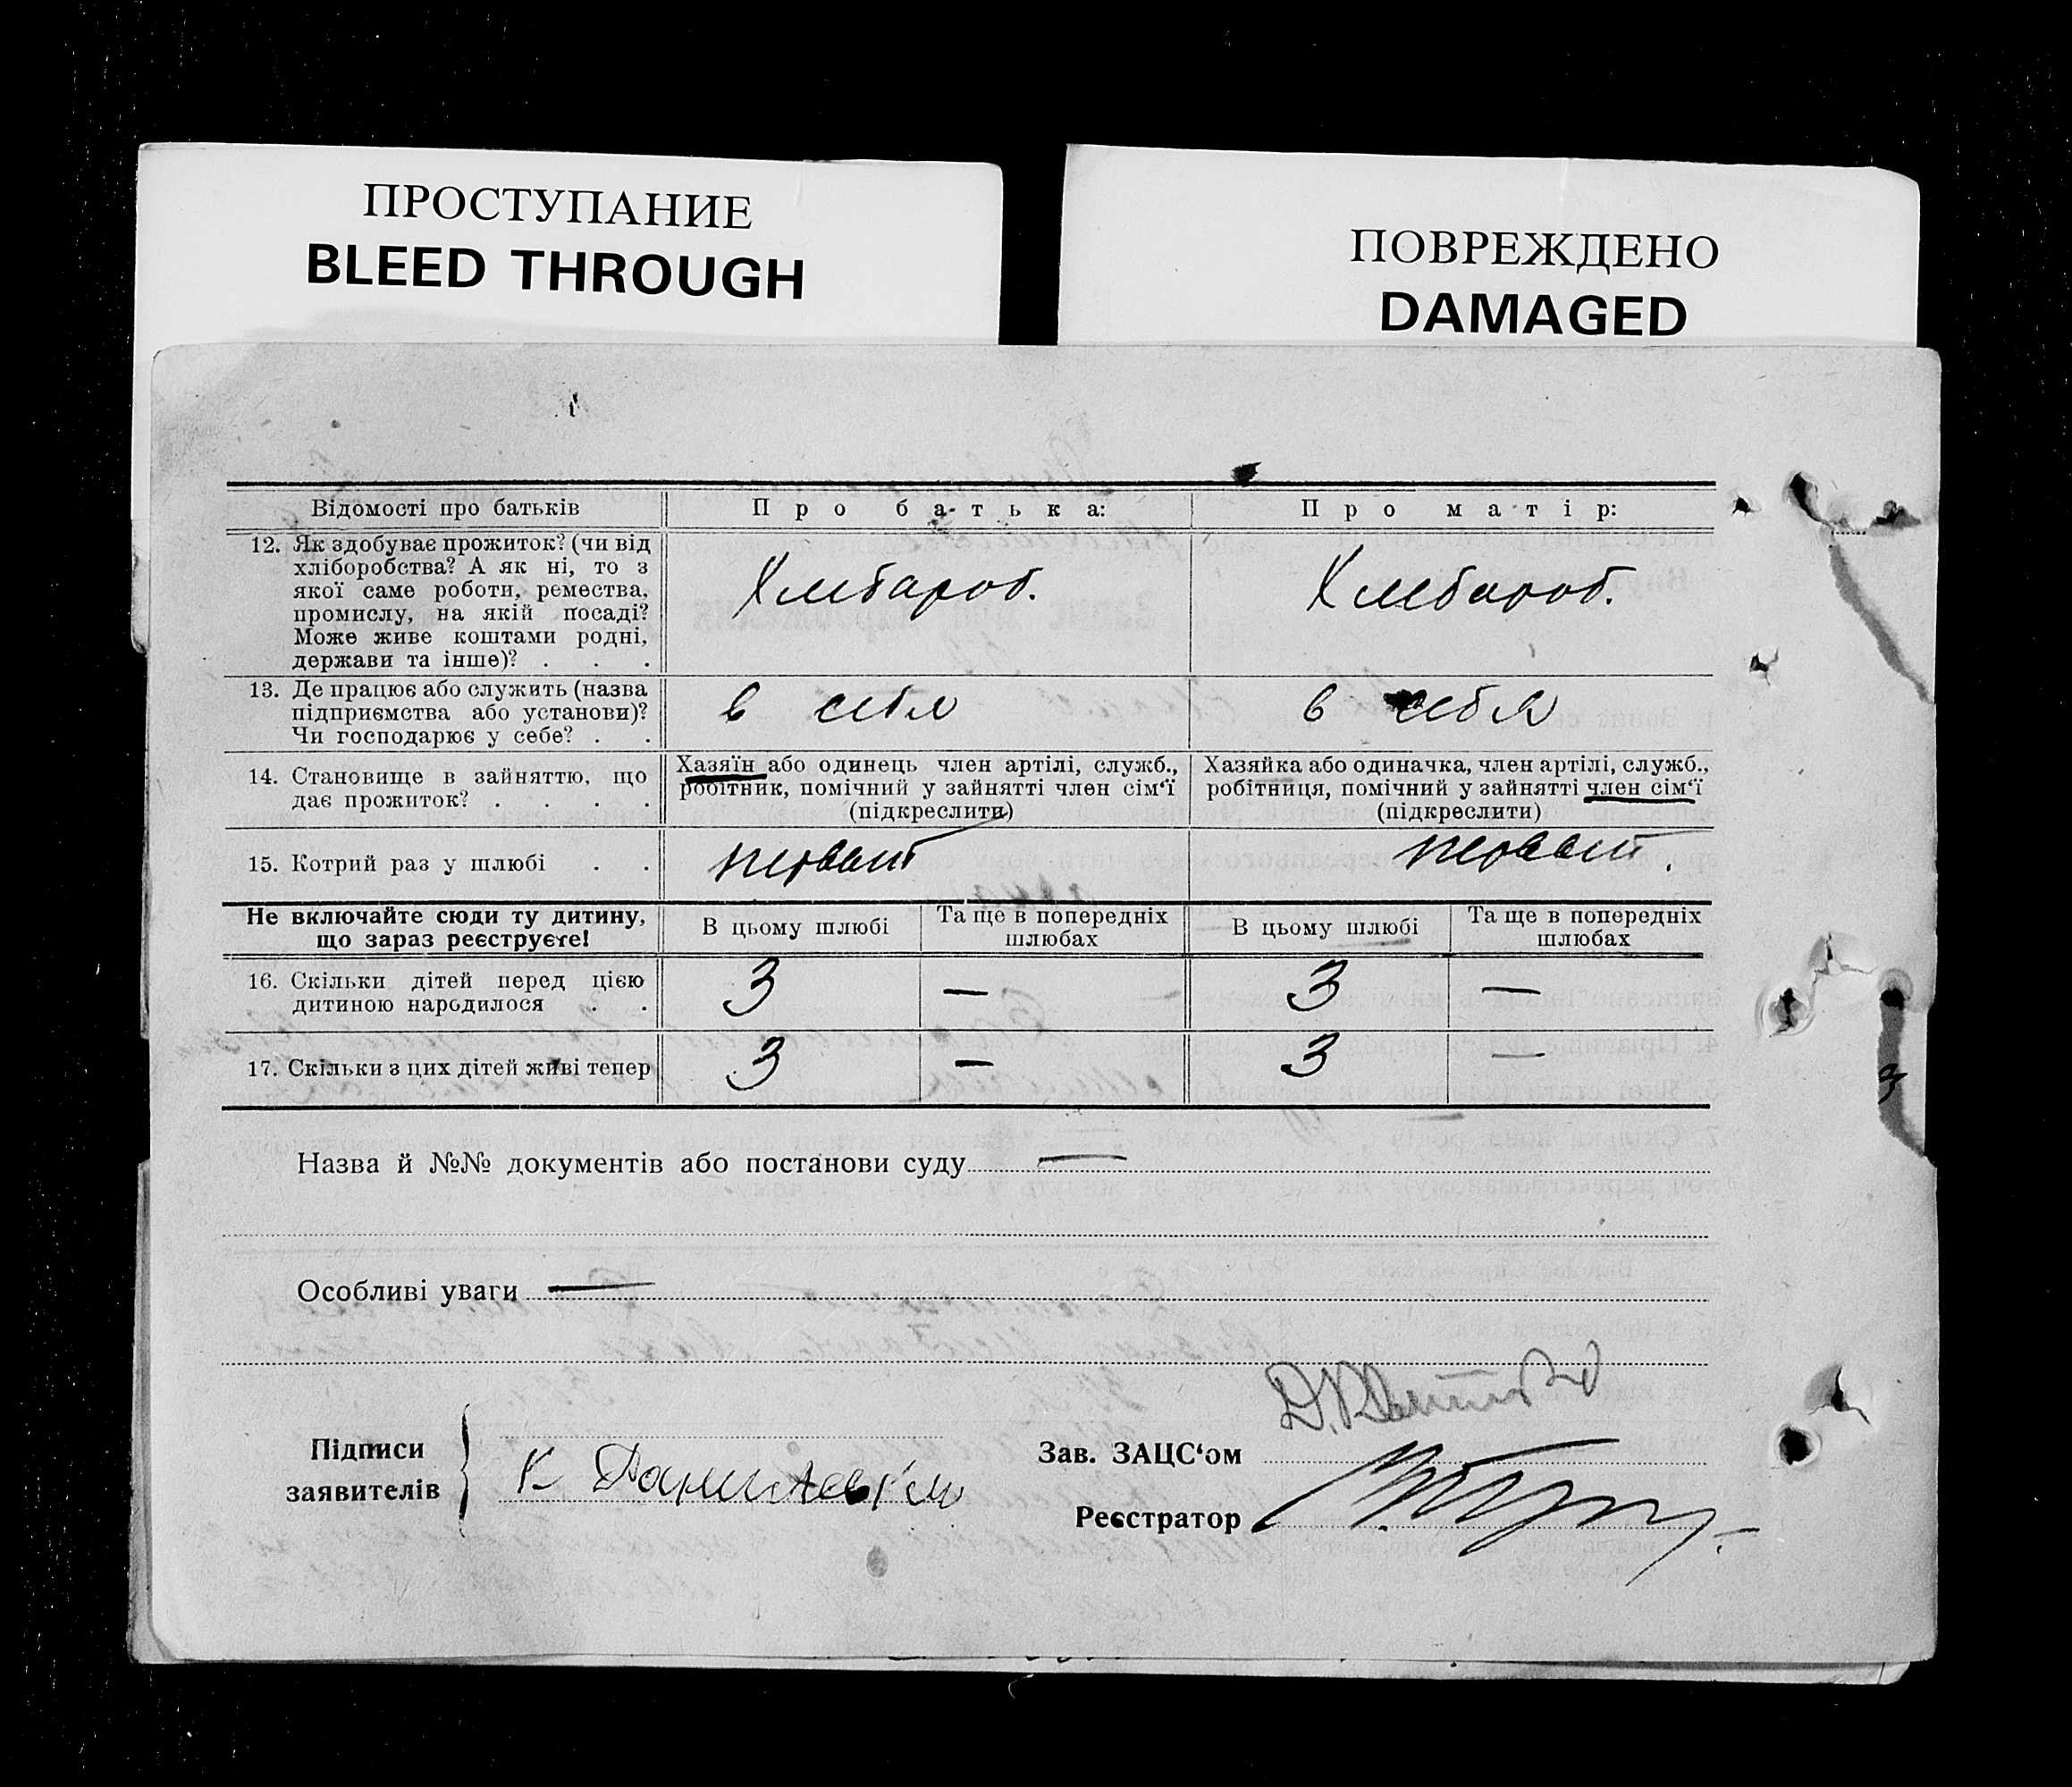 ПРОСТУПАНИЕ
BLEED THROUGH
ПОВРЕЖДЕНО
DAMAGED
Відомості про батьків
Про батька:
Про матір:
12. Як здобуває прожиток? (чи від
хліборобства? А як ні, то з
якої саме роботи, ремества,
промислу, на якій посаді?
Може живе коштами родні,
держави та інше)? . . .
Хлебороб.
Хлебороб.
13. Де працює або служить (назва
підприємства або установи)?
Чи господарює у себе? . .
в себя
в себя
14. Становище в зайняттю, що
дає прожиток? . . . .
Хазяїн або одинець член артілі, служб.,
робітник, помічний у зайнятті член сім‘ї
(підкреслити)
Хазяйка або одиначка, член артілі, служб.,
робітниця, помічний у зайнятті член сім‘ї
(підкреслити)
15. Котрий раз у шлюбі . .
первый
первый.
Не включайте сюди ту дитину,
що зараз реєструєте!
В цьому шлюбі
Та ще в попередніх
шлюбах
В цьому шлюбі
Та ще в попередніх
шлюбах
16. Скільки дітей перед цією
дитиною народилося . .
3 — 3 —
17. Скільки з цих дітей живі тепер
3 — 3 —
Назва й №№ документів або постанови суду —
Особливі уваги —
Підписи
заявителів
К
Зав. ЗАЦС‘ом
Реєстратор